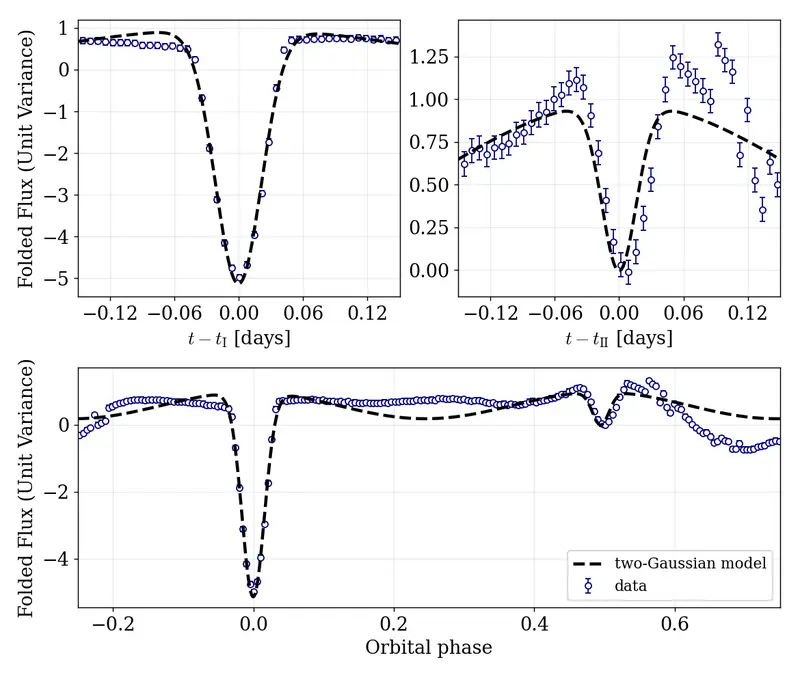 Folded Flux (Unit Variance)
1
0
−1
−2
−3
−4
−5
−0.12 −0.06 0.00 0.06 0.12
t − tI [days]
1.25
1.00
0.75
0.50
0.25
0.00
−0.12 −0.06 0.00 0.06 0.12
t − tII [days]
Folded Flux (Unit Variance)
0
−2
−4
two-Gaussian model
data
−0.2 0.0 0.2 0.4 0.6
Orbital phase